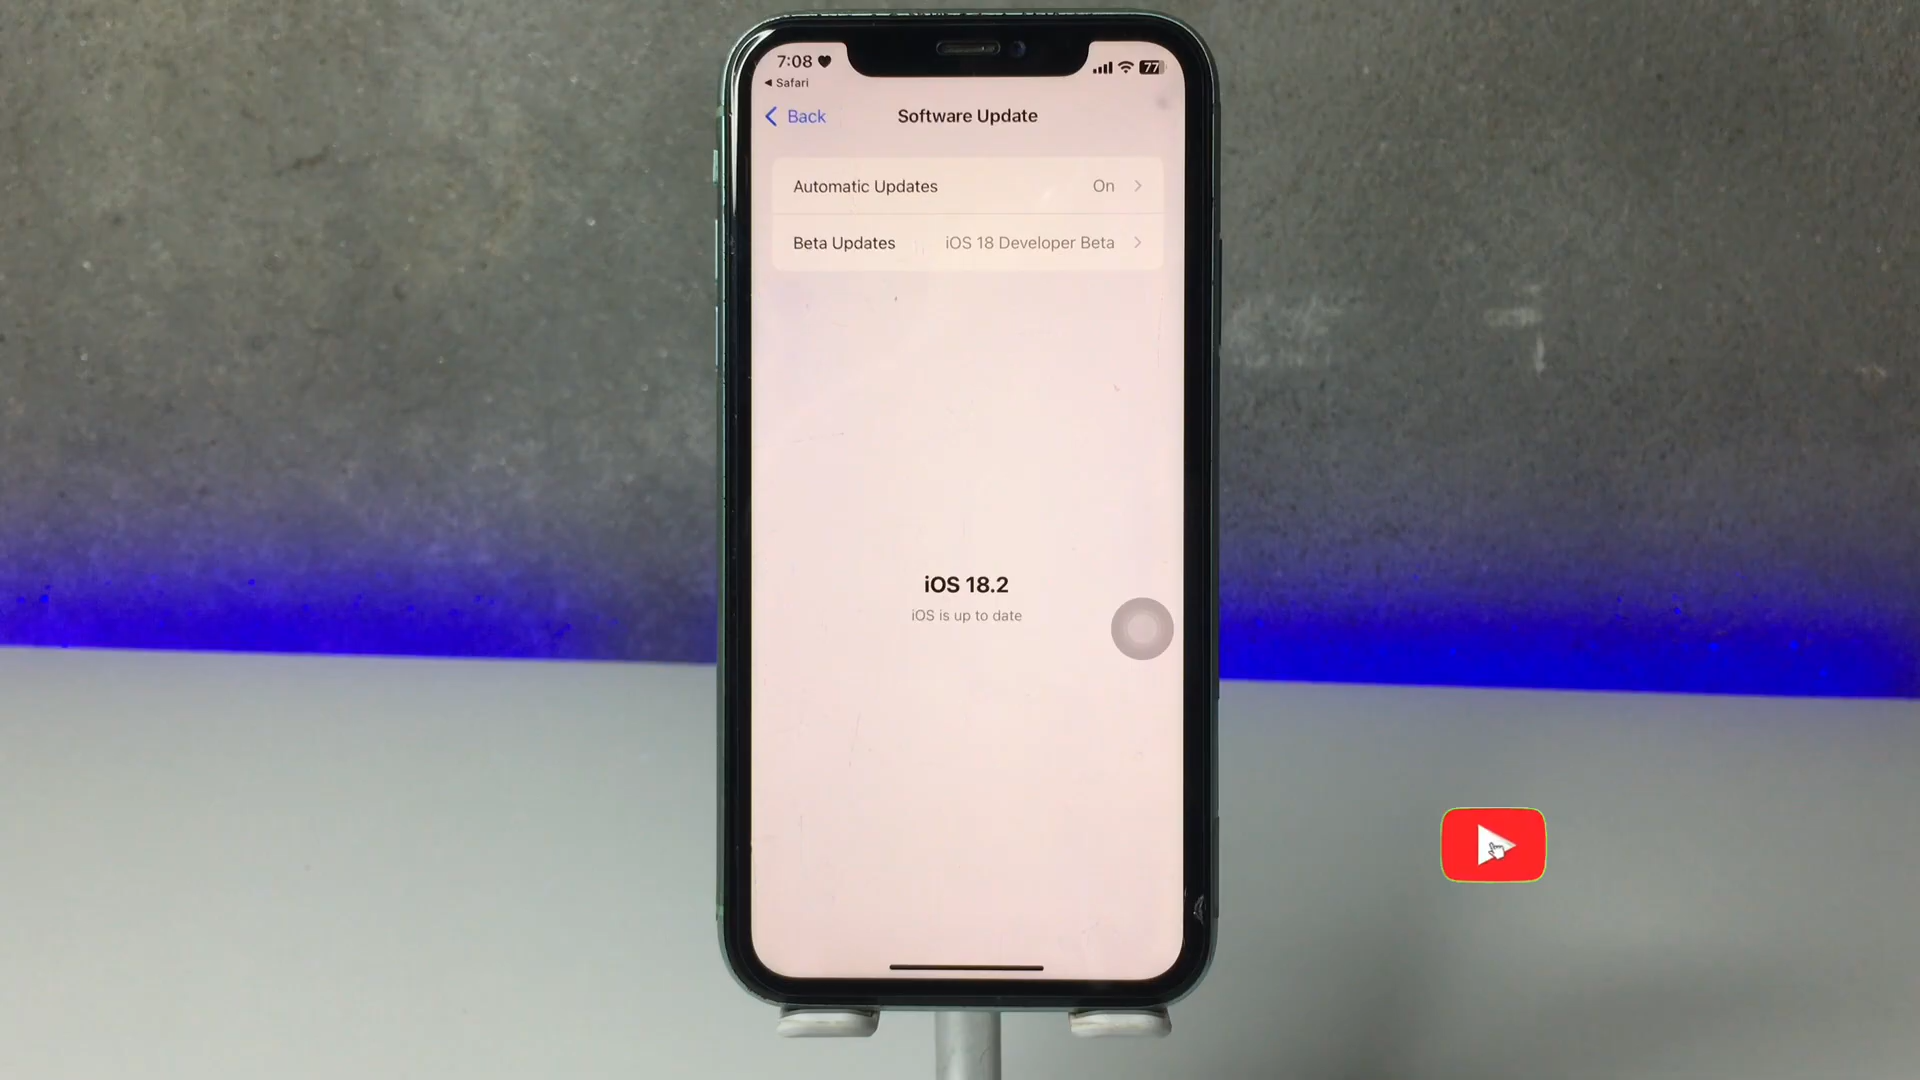 7:08
Safari
77
Back
Software Update
Automatic Updates On
Beta Updates iOS 18 Developer Beta
iOS 18.2
iOS is up to date